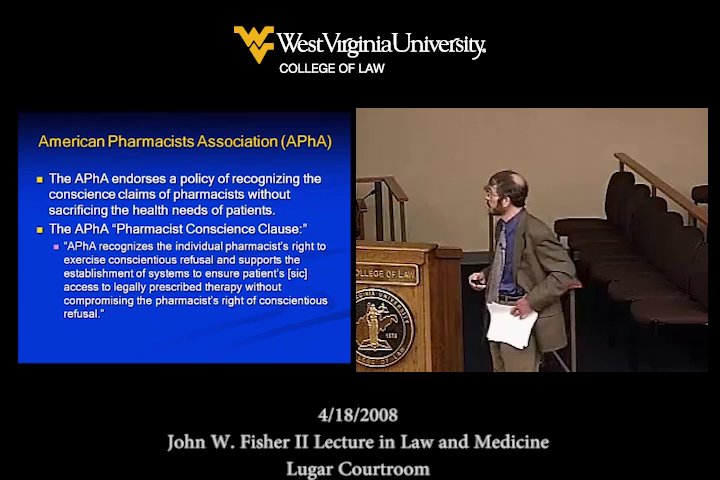 WestVirginiaUniversity.
COLLEGE OF LAW
American Pharmacists Association (APhA)
The APhA endorses a policy of recognizing the
conscience claims of pharmacists without
sacrificing the health needs of patients.
The APhA "Pharmacist Conscience Clause:"
"APhA recognizes the individual pharmacist's right to
exercise conscientious refusal and supports the
establishment of systems to ensure patient's [sic]
access to legally prescribed therapy without
compromising the pharmacist's right of conscientious
refusal."
COLLEGE OF LAW
4/18/2008
John W. Fisher II Lecture in Law and Medicine
Lugar Courtroom